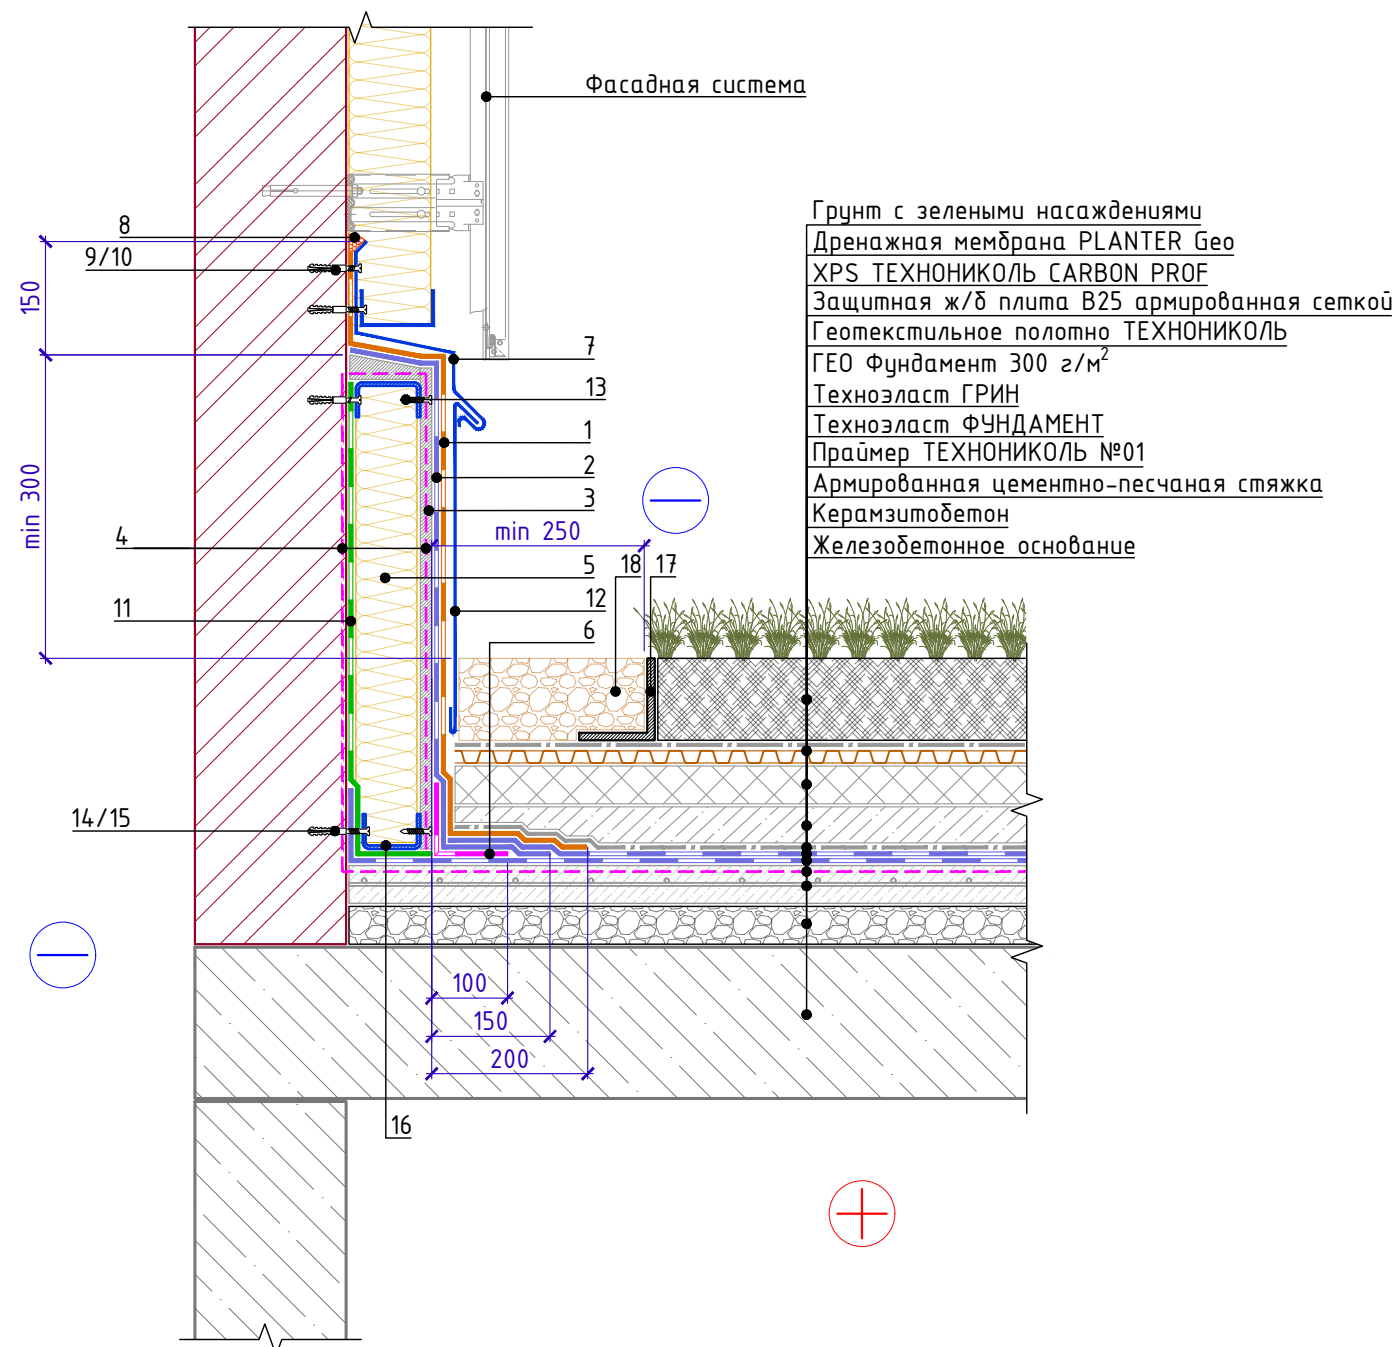 Фасадная система
Грунт с зелеными насаждениями
Дренажная мембрана PLANTER Geo
XPS ТЕХНОНИКОЛЬ CARBON PROF
Защитная ж/б плита В25 армированная сеткой
Геотекстильное полотно ТЕХНОНИКОЛЬ
ГЕО Фундамент 300 г/м²
Техноэласт ГРИН
Техноэласт ФУНДАМЕНТ
Праймер ТЕХНОНИКОЛЬ №01
Армированная цементно-песчаная стяжка
Керамзитобетон
Железобетонное основание
8
9/10
150
7
13
1
2
min 300
3
min 250
4
5
18
17
11
12
6
14/15
100
150
200
16